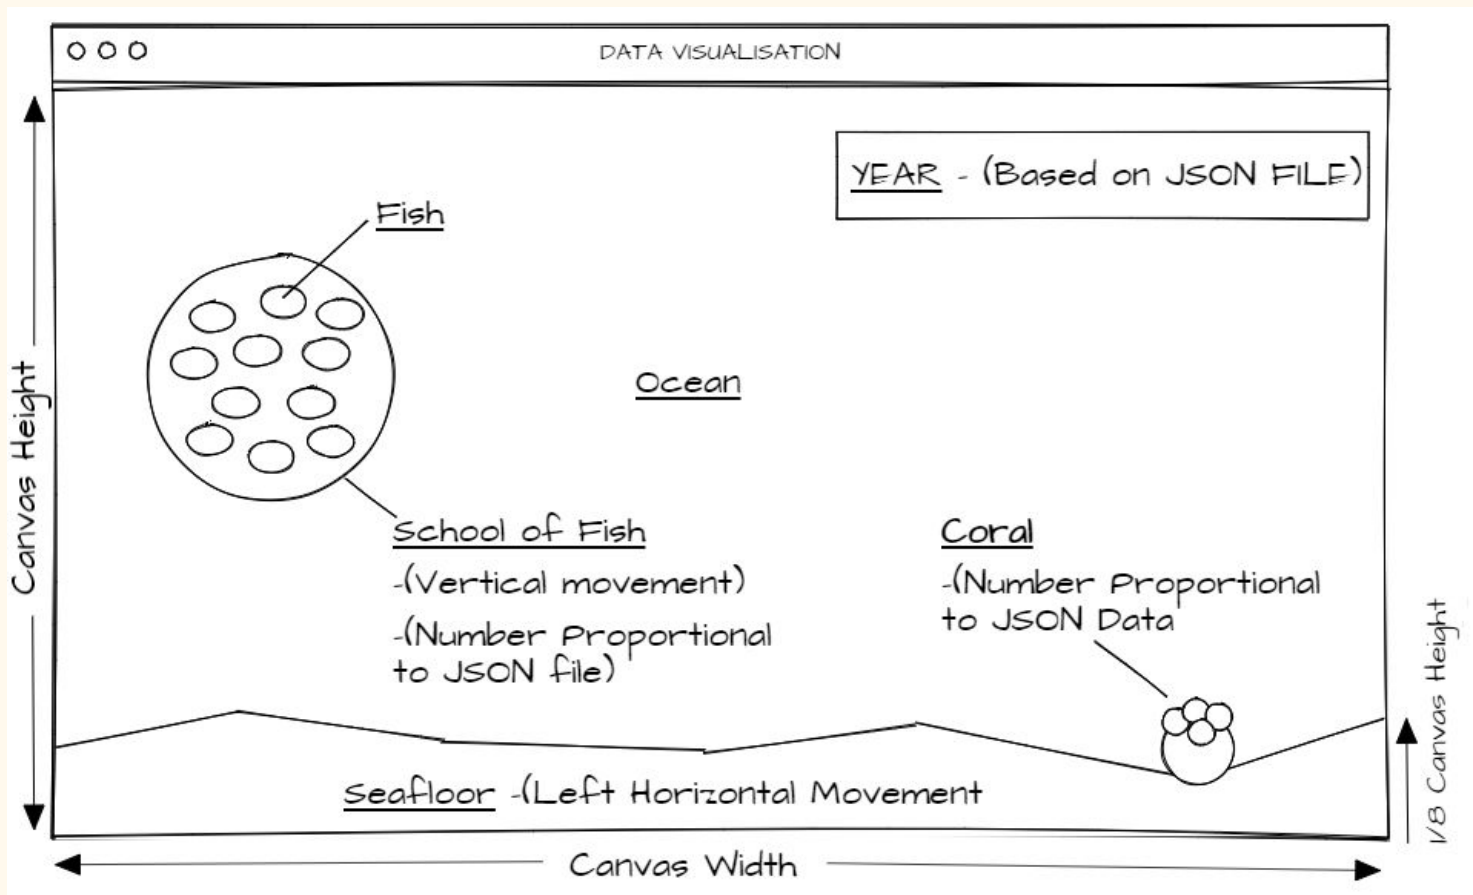 DATA VISUALISATION
YEAR - (Based on JSON FILE)
Fish
Ocean
Canvas Height
School of Fish
-(Vertical movement)
-(Number Proportional
to JSON file)
Coral
-(Number Proportional
to JSON Data
1/8 Canvas Height
Seafloor -(Left Horizontal Movement
Canvas Width